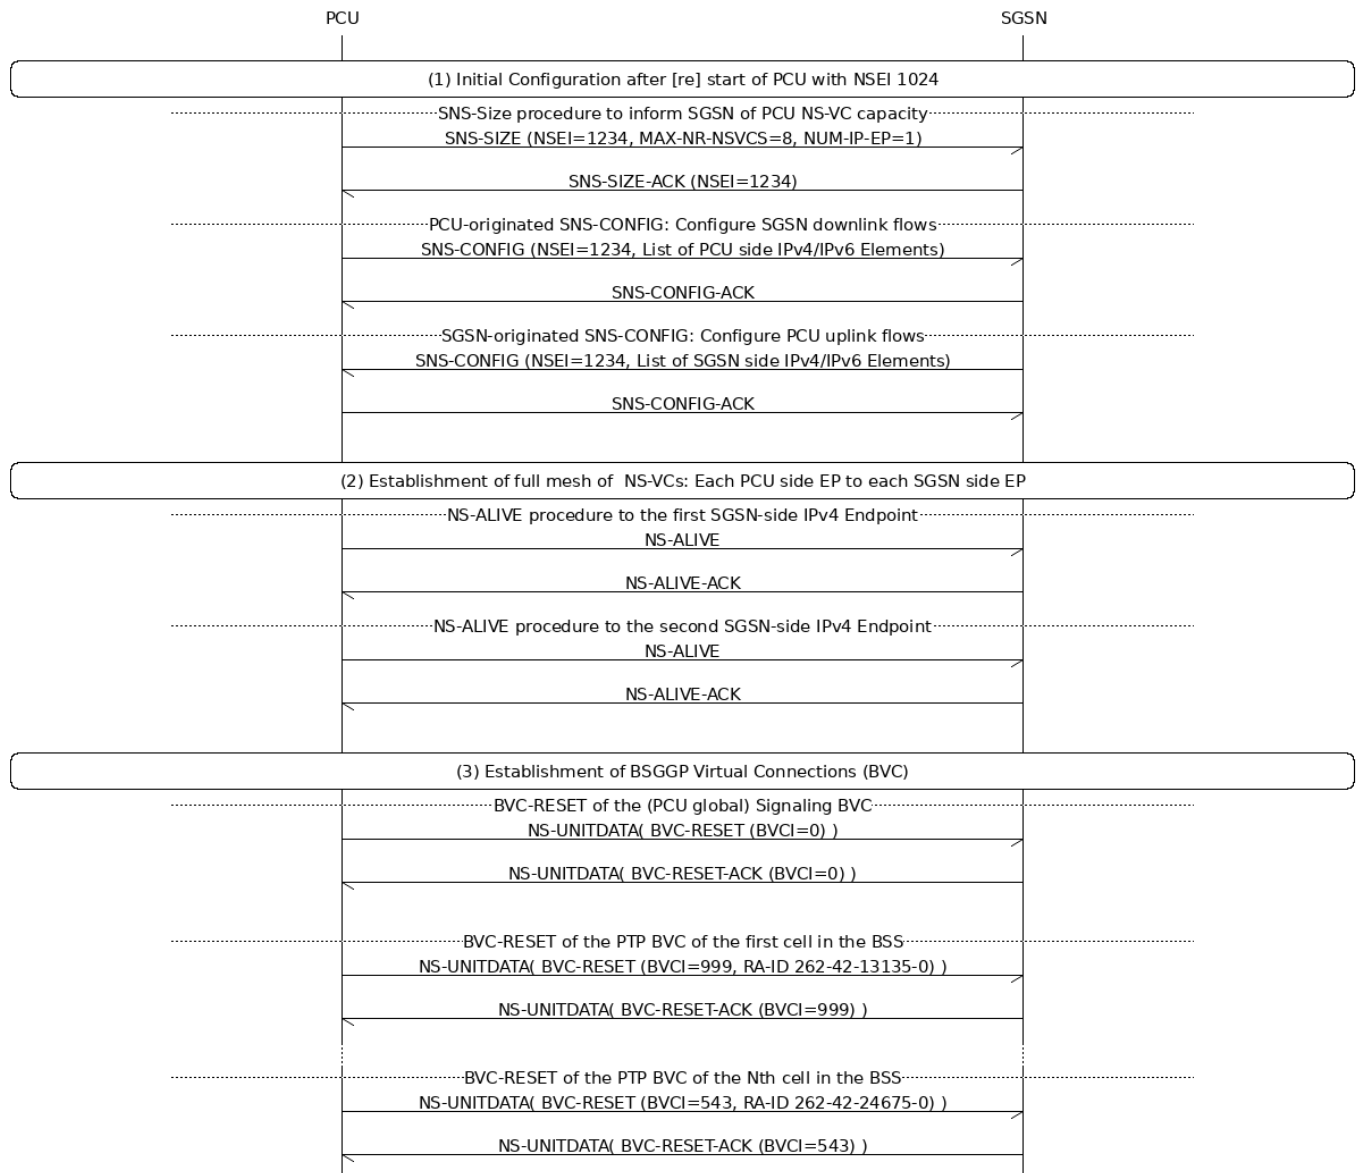 PCU SGSN
(1) Initial Configuration after [re] start of PCU with NSEI 1024
SNS-Size procedure to inform SGSN of PCU NS-VC capacity
SNS-SIZE (NSEI=1234, MAX-NR-NSVCS=8, NUM-IP-EP=1)
SNS-SIZE-ACK (NSEI=1234)
PCU-originated SNS-CONFIG: Configure SGSN downlink flows
SNS-CONFIG (NSEI=1234, List of PCU side IPv4/IPv6 Elements)
SNS-CONFIG-ACK
SGSN-originated SNS-CONFIG: Configure PCU uplink flows
SNS-CONFIG (NSEI=1234, List of SGSN side IPv4/IPv6 Elements)
SNS-CONFIG-ACK
(2) Establishment of full mesh of  NS-VCs: Each PCU side EP to each SGSN side EP
NS-ALIVE procedure to the first SGSN-side IPv4 Endpoint
NS-ALIVE
NS-ALIVE-ACK
NS-ALIVE procedure to the second SGSN-side IPv4 Endpoint
NS-ALIVE
NS-ALIVE-ACK
(3) Establishment of BSGGP Virtual Connections (BVC)
BVC-RESET of the (PCU global) Signaling BVC
NS-UNITDATA( BVC-RESET (BVCI=0) )
NS-UNITDATA( BVC-RESET-ACK (BVCI=0) )
BVC-RESET of the PTP BVC of the first cell in the BSS
NS-UNITDATA( BVC-RESET (BVCI=999, RA-ID 262-42-13135-0) )
NS-UNITDATA( BVC-RESET-ACK (BVCI=999) )
BVC-RESET of the PTP BVC of the Nth cell in the BSS
NS-UNITDATA( BVC-RESET (BVCI=543, RA-ID 262-42-24675-0) )
NS-UNITDATA( BVC-RESET-ACK (BVCI=543) )